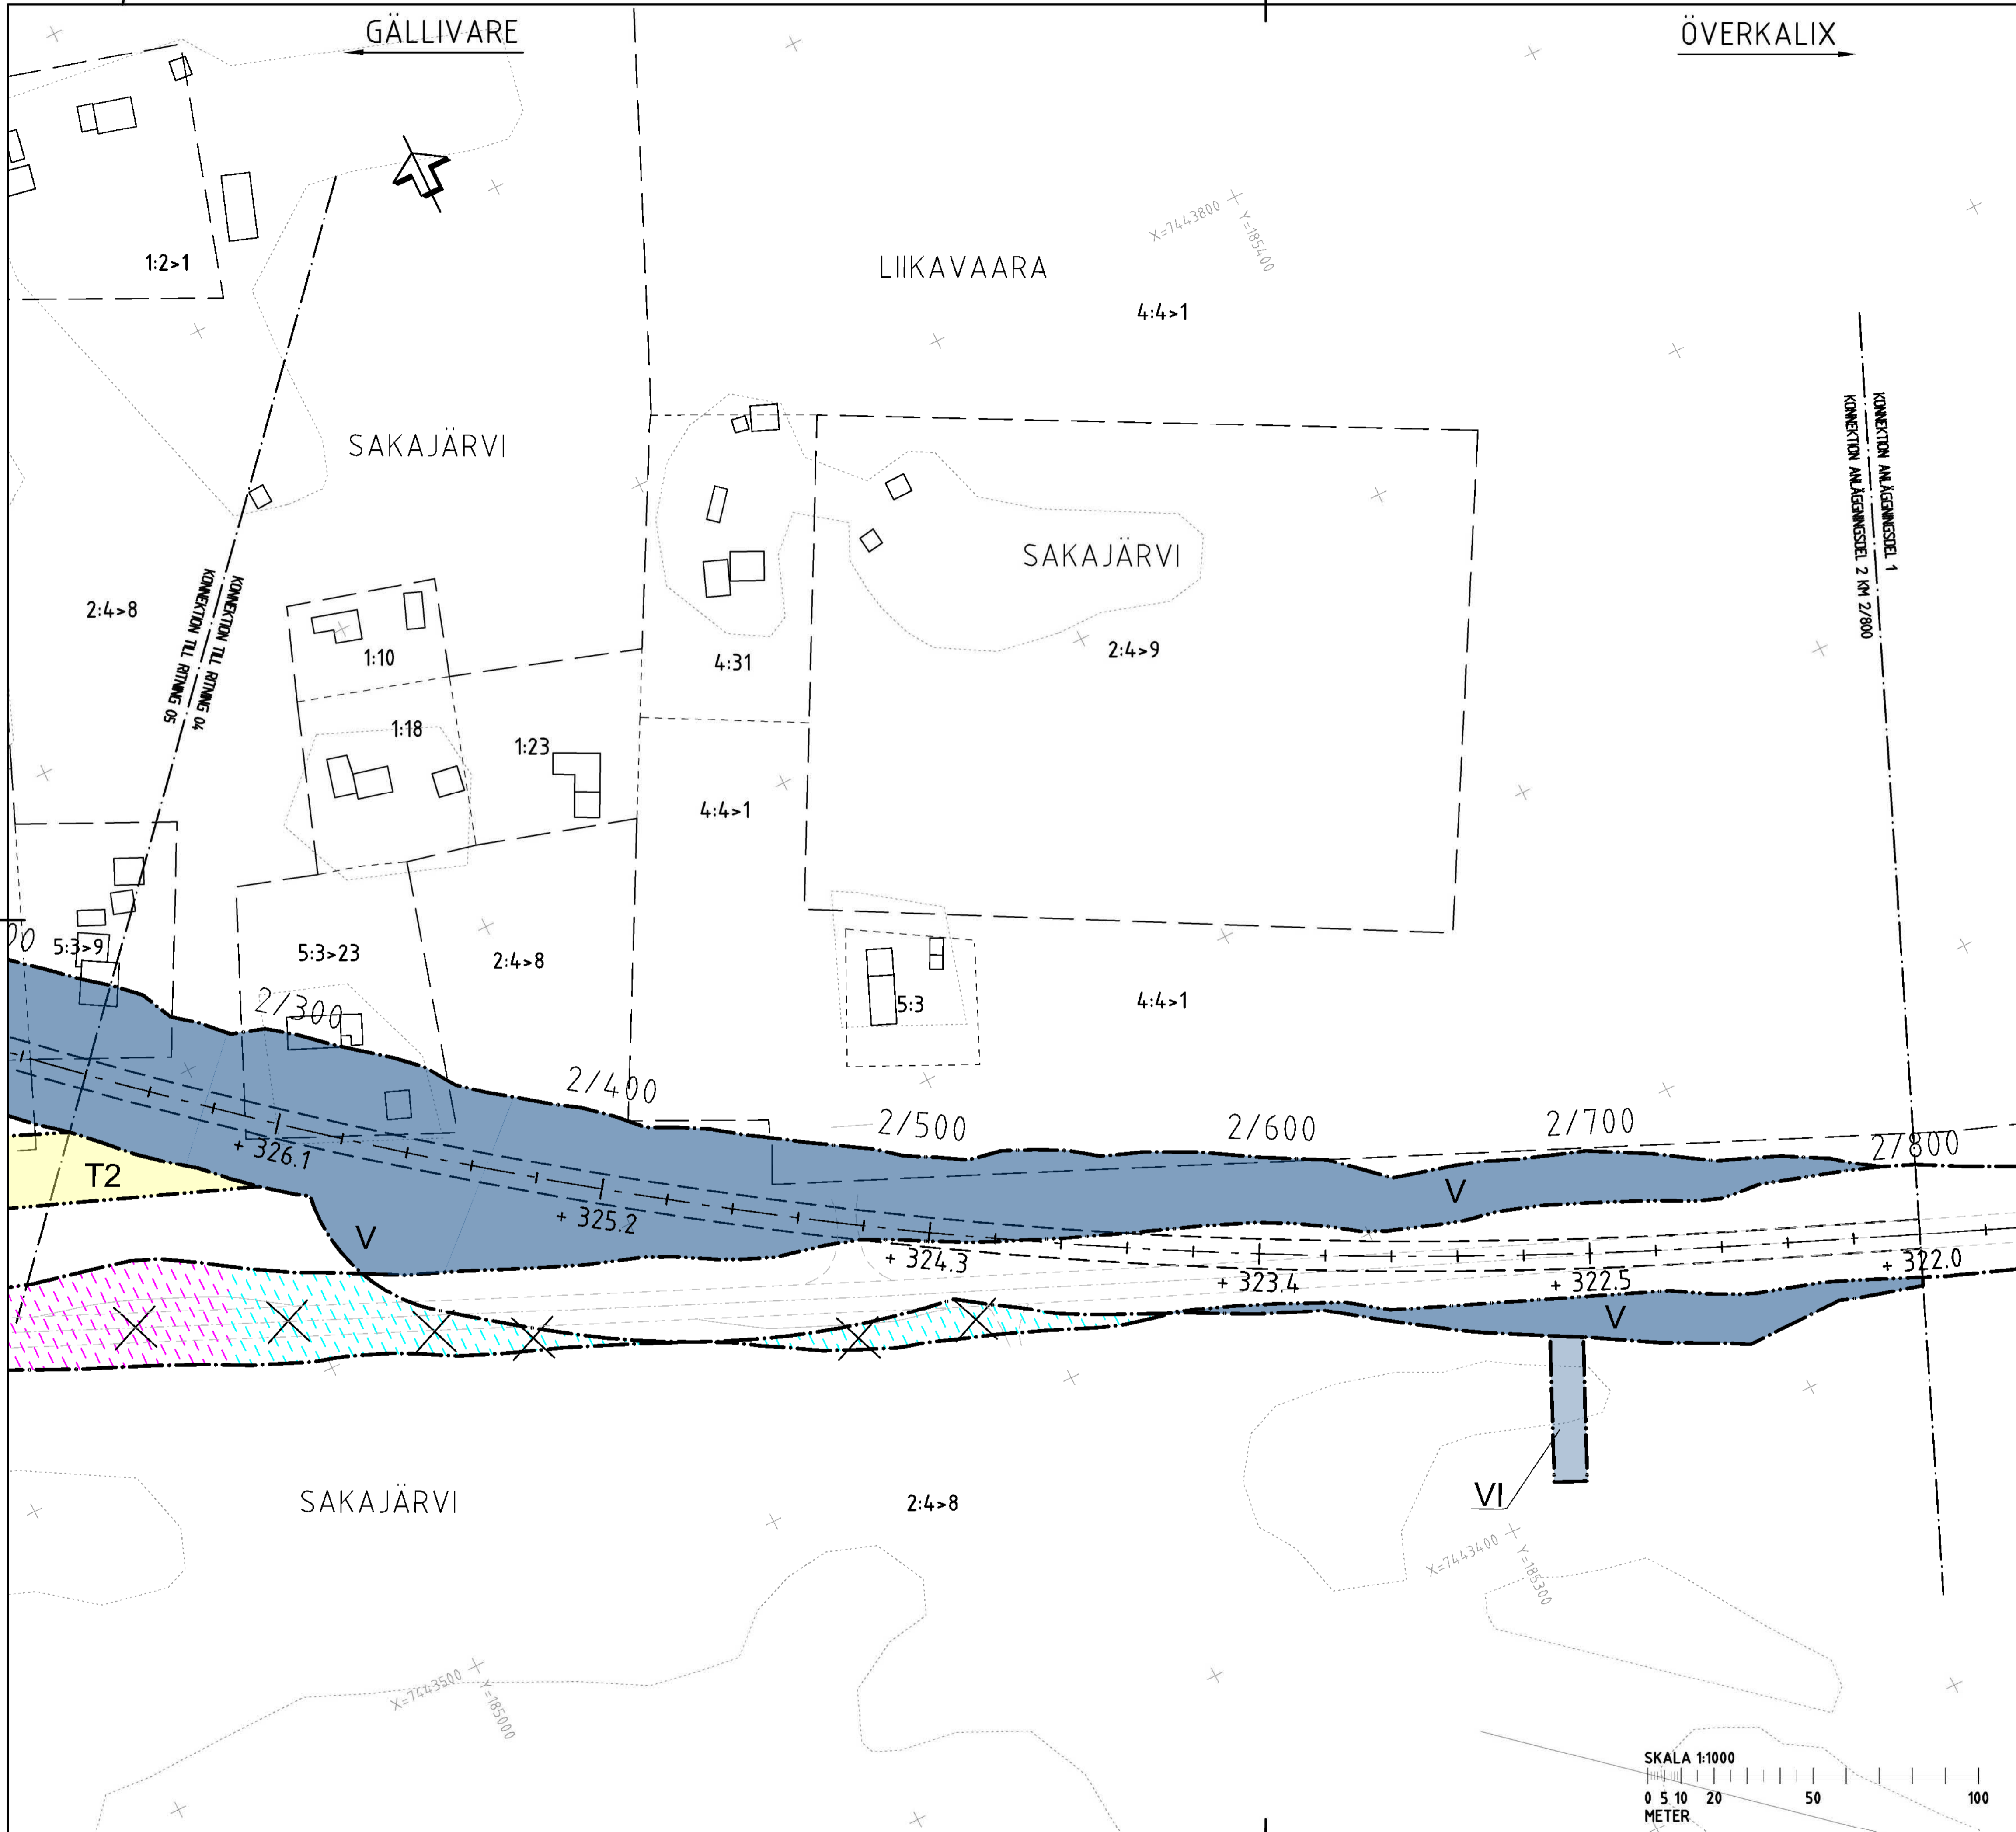 GÄLLIVARE
ÖVERKALIX
X=7443800
Y=185400
1:2>1
LIIKAVAARA
4:4>1
SAKAJÄRVI
KONNEKTION ANLÄGGNINGSDEL 1
KONNEKTION ANLÄGGNINGSDEL 2 KM 2/800
SAKAJÄRVI
KONNEKTION TILL RITNING 04
KONNEKTION TILL RITNING 05
2:4>8
1:10
4:31
2:4>9
1:18
1:23
4:4>1
5:3>9
5:3>23
2:4>8
5:3
4:4>1
2/300
2/400
2/500
2/600
2/700
2/800
+ 326.1
T2
V
+ 325.2
V
+ 324.3
+ 323.4
+ 322.5
+ 322.0
V
SAKAJÄRVI
2:4>8
VI
X=7443400
Y=185300
X=7443500
Y=185000
SKALA 1:1000
0 5 10 20 50 100
METER